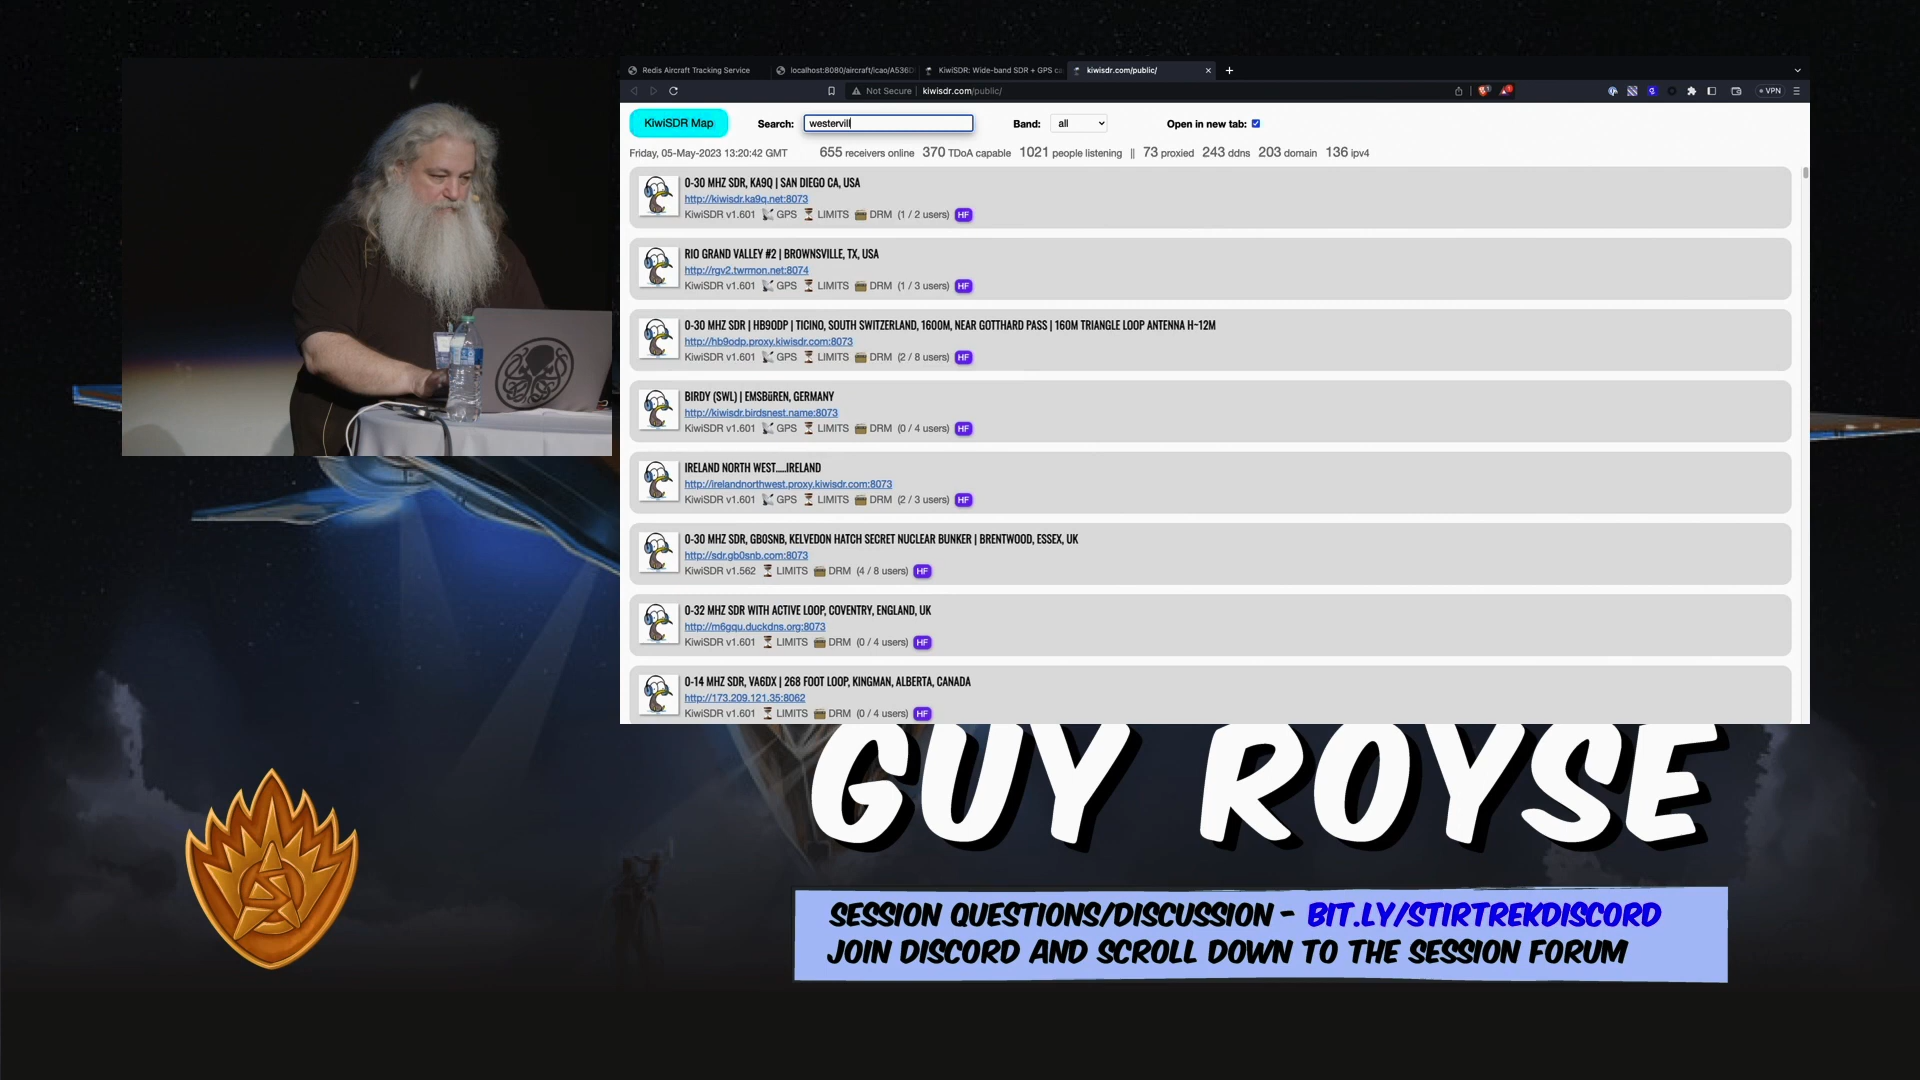 Redis Aircraft Tracking Service
localhost:8080/aircraft/icao/A536D
KiwiSDR: Wide-band SDR + GPS ca
kiwisdr.com/public/
Not Secure
kiwisdr.com/public/
VPN
KiwiSDR Map
Search:
westervill
Band:
all
Open in new tab:
Friday, 05-May-2023 13:20:42 GMT
655 receivers online 370 TDoA capable 1021 people listening || 73 proxied 243 ddns 203 domain 136 ipv4
0-30 MHZ SDR, KA9Q | SAN DIEGO CA, USA
http://kiwisdr.ka9q.net:8073
KiwiSDR v1.601 GPS LIMITS DRM (1 / 2 users) HF
RIO GRAND VALLEY #2 | BROWNSVILLE, TX, USA
http://rgv2.twrmon.net:8074
KiwiSDR v1.601 GPS LIMITS DRM (1 / 3 users) HF
0-30 MHZ SDR | HB9ODP | TICINO, SOUTH SWITZERLAND, 1600M, NEAR GOTTHARD PASS | 160M TRIANGLE LOOP ANTENNA H~12M
http://hb9odp.proxy.kiwisdr.com:8073
KiwiSDR v1.601 GPS LIMITS DRM (2 / 8 users) HF
BIRDY (SWL) | EMSBüREN, GERMANY
http://kiwisdr.birdsnest.name:8073
KiwiSDR v1.601 GPS LIMITS DRM (0 / 4 users) HF
IRELAND NORTH WEST.....IRELAND
http://irelandnorthwest.proxy.kiwisdr.com:8073
KiwiSDR v1.601 GPS LIMITS DRM (2 / 3 users) HF
0-30 MHZ SDR, GB0SNB, KELVEDON HATCH SECRET NUCLEAR BUNKER | BRENTWOOD, ESSEX, UK
http://sdr.gb0snb.com:8073
KiwiSDR v1.562 LIMITS DRM (4 / 8 users) HF
0-32 MHZ SDR WITH ACTIVE LOOP, COVENTRY, ENGLAND, UK
http://m6gqu.duckdns.org:8073
KiwiSDR v1.601 LIMITS DRM (0 / 4 users) HF
0-14 MHZ SDR, VA6DX | 268 FOOT LOOP, KINGMAN, ALBERTA, CANADA
http://173.209.121.35:8062
KiwiSDR v1.601 LIMITS DRM (0 / 4 users) HF
GUY ROYSE
SESSION QUESTIONS/DISCUSSION - BIT.LY/STIRTREKDISCORD
JOIN DISCORD AND SCROLL DOWN TO THE SESSION FORUM